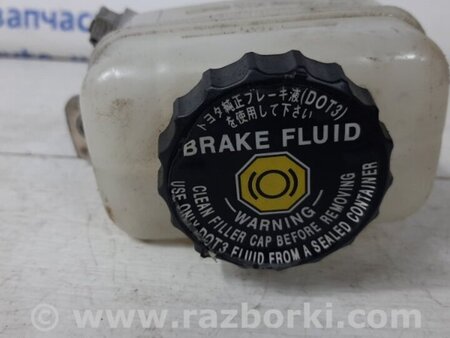 запчас
トヨタ純正ブレーキ液(DOT3)
を使用して下さい
BRAKE FLUID
WARNING
CLEAN FILLER CAP BEFORE REMOVING
USE ONLY DOT3 FLUID FROM A SEALED CONTAINER
© www.razborki.com